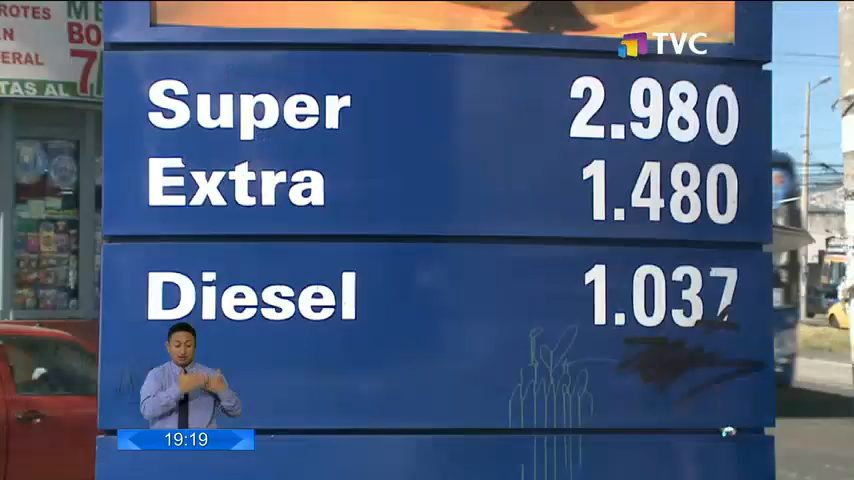 ROTES
ERAL
TAS AL
BO
7
TVC
Super 2.980
Extra 1.480
Diesel 1.037
19:19